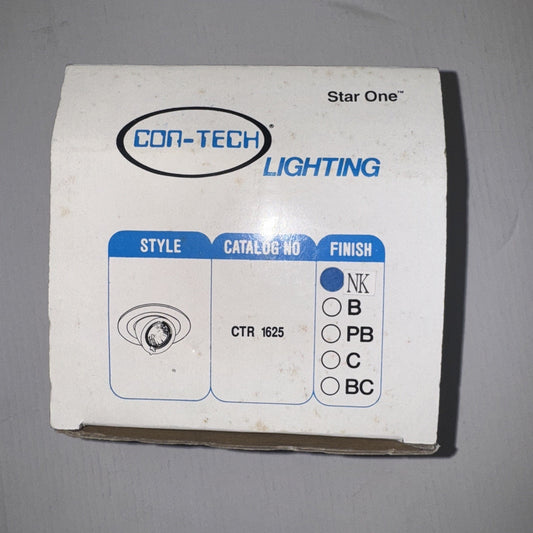 Star One™
CON-TECH®
LIGHTING
STYLE CATALOG NO FINISH
NK
B
CTR 1625 PB
C
BC